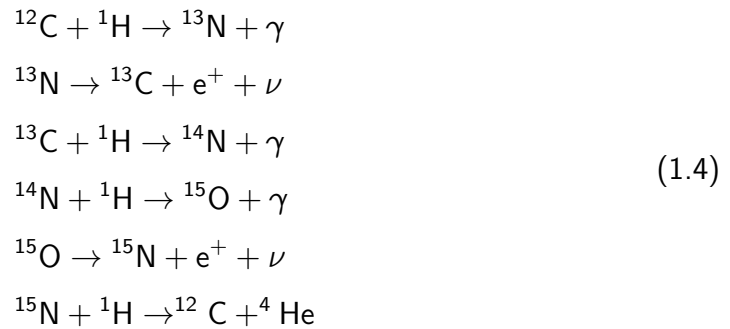 ¹²C + ¹H → ¹³N + γ
¹³N → ¹³C + e⁺ + ν
¹³C + ¹H → ¹⁴N + γ
(1.4)
¹⁴N + ¹H → ¹⁵O + γ
¹⁵O → ¹⁵N + e⁺ + ν
¹⁵N + ¹H →¹² C +⁴ He